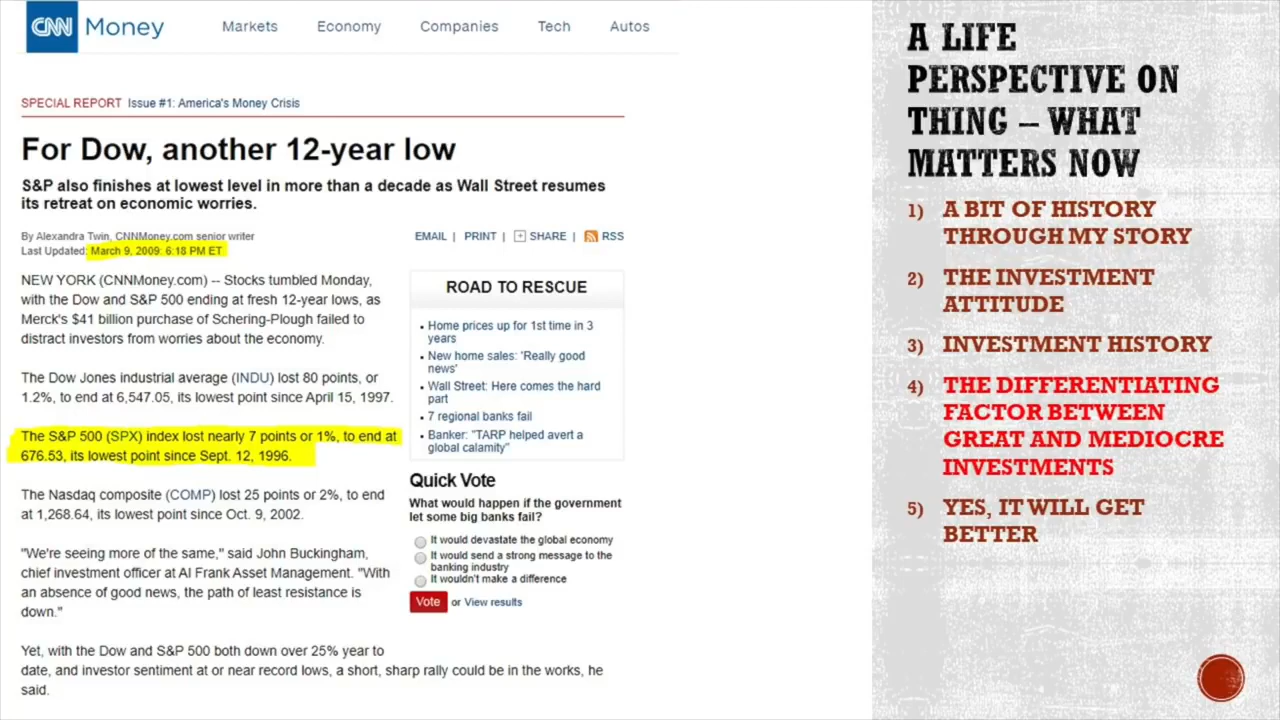 CNN Money
Markets
Economy
Companies
Tech
Autos
SPECIAL REPORT Issue #1: America's Money Crisis
For Dow, another 12-year low
S&P also finishes at lowest level in more than a decade as Wall Street resumes
its retreat on economic worries.
By Alexandra Twin, CNNMoney.com senior writer
Last Updated: March 9, 2009: 6:18 PM ET
EMAIL | PRINT | SHARE | RSS
NEW YORK (CNNMoney.com) -- Stocks tumbled Monday,
with the Dow and S&P 500 ending at fresh 12-year lows, as
Merck's $41 billion purchase of Schering-Plough failed to
distract investors from worries about the economy.
The Dow Jones industrial average (INDU) lost 80 points, or
1.2%, to end at 6,547.05, its lowest point since April 15, 1997.
The S&P 500 (SPX) index lost nearly 7 points or 1%, to end at
676.53, its lowest point since Sept. 12, 1996.
The Nasdaq composite (COMP) lost 25 points or 2%, to end
at 1,268.64, its lowest point since Oct. 9, 2002.
"We're seeing more of the same," said John Buckingham,
chief investment officer at Al Frank Asset Management. "With
an absence of good news, the path of least resistance is
down."
Yet, with the Dow and S&P 500 both down over 25% year to
date, and investor sentiment at or near record lows, a short, sharp rally could be in the works, he
said.
ROAD TO RESCUE
• Home prices up for 1st time in 3
years
• New home sales: 'Really good
news'
• Wall Street: Here comes the hard
part
• 7 regional banks fail
• Banker: "TARP helped avert a
global calamity"
Quick Vote
What would happen if the government
let some big banks fail?
It would devastate the global economy
It would send a strong message to the
banking industry
It wouldn't make a difference
Vote or View results
A LIFE
PERSPECTIVE ON
THING – WHAT
MATTERS NOW
1) A BIT OF HISTORY
THROUGH MY STORY
2) THE INVESTMENT
ATTITUDE
3) INVESTMENT HISTORY
4) THE DIFFERENTIATING
FACTOR BETWEEN
GREAT AND MEDIOCRE
INVESTMENTS
5) YES, IT WILL GET
BETTER